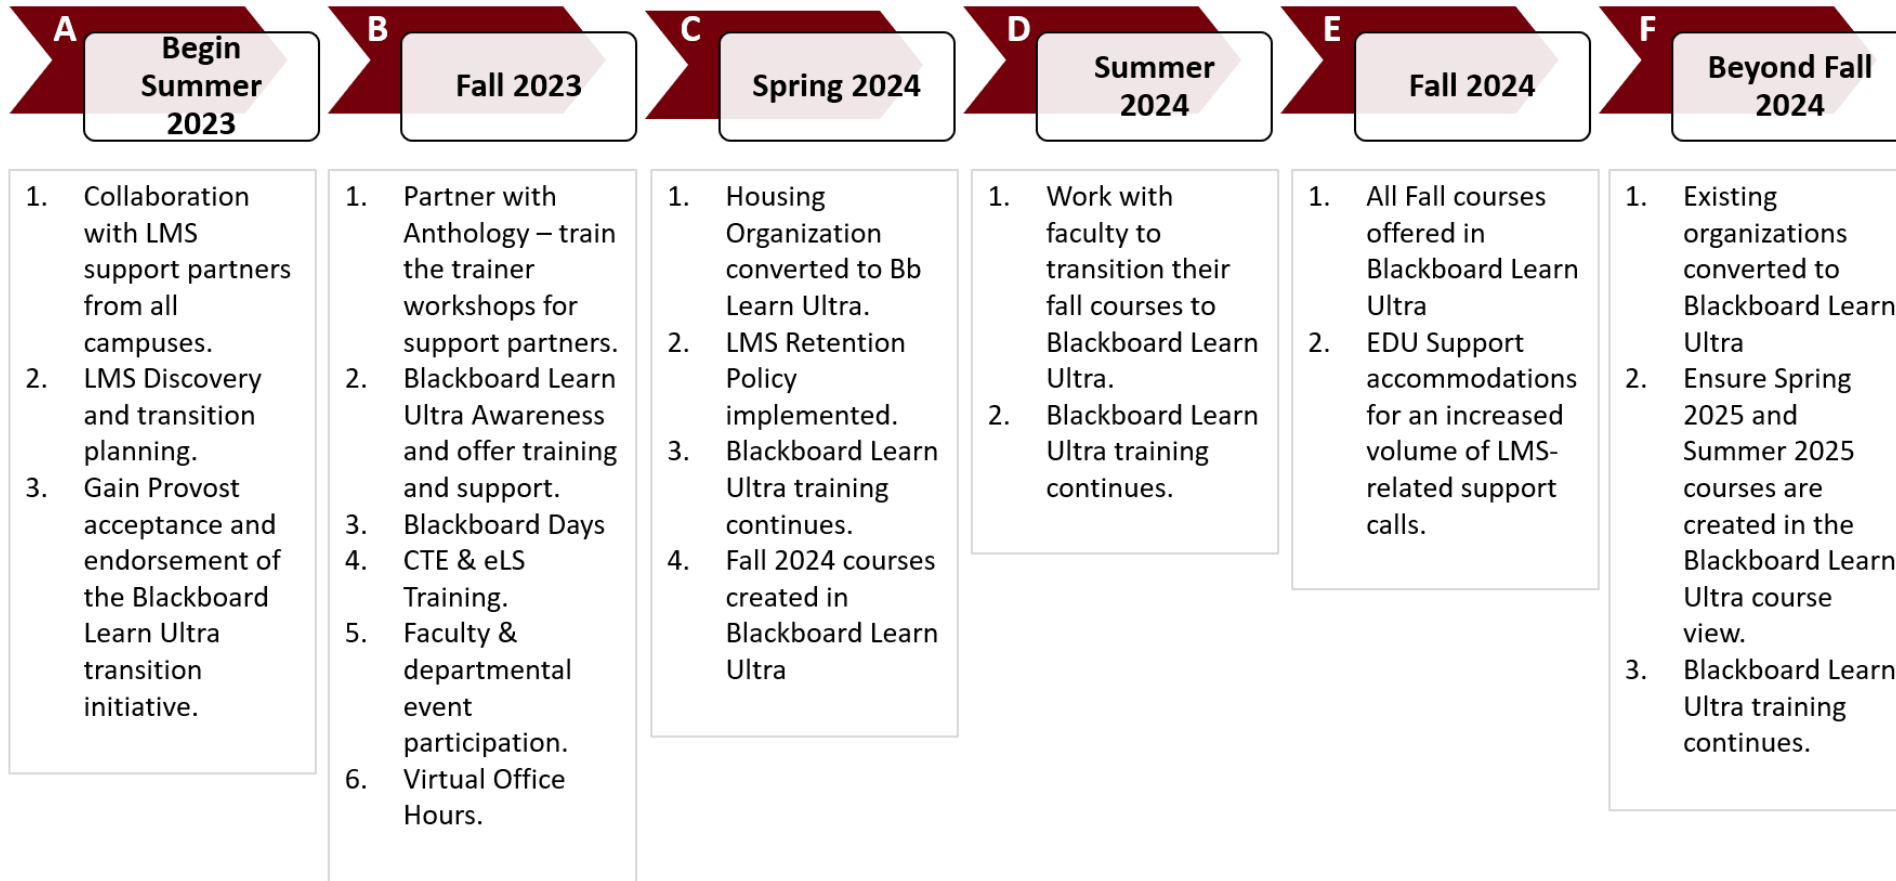 A
Begin
Summer
2023
1. Collaboration
with LMS
support partners
from all
campuses.
2. LMS Discovery
and transition
planning.
3. Gain Provost
acceptance and
endorsement of
the Blackboard
Learn Ultra
transition
initiative.
B
Fall 2023
1. Partner with
Anthology – train
the trainer
workshops for
support partners.
2. Blackboard Learn
Ultra Awareness
and offer training
and support.
3. Blackboard Days
4. CTE & eLS
Training.
5. Faculty &
departmental
event
participation.
6. Virtual Office
Hours.
C
Spring 2024
1. Housing
Organization
converted to Bb
Learn Ultra.
2. LMS Retention
Policy
implemented.
3. Blackboard Learn
Ultra training
continues.
4. Fall 2024 courses
created in
Blackboard Learn
Ultra
D
Summer
2024
1. Work with
faculty to
transition their
fall courses to
Blackboard Learn
Ultra.
2. Blackboard Learn
Ultra training
continues.
E
Fall 2024
1. All Fall courses
offered in
Blackboard Learn
Ultra
2. EDU Support
accommodations
for an increased
volume of LMS-
related support
calls.
F
Beyond Fall
2024
1. Existing
organizations
converted to
Blackboard Learn
Ultra
2. Ensure Spring
2025 and
Summer 2025
courses are
created in the
Blackboard Learn
Ultra course
view.
3. Blackboard Learn
Ultra training
continues.